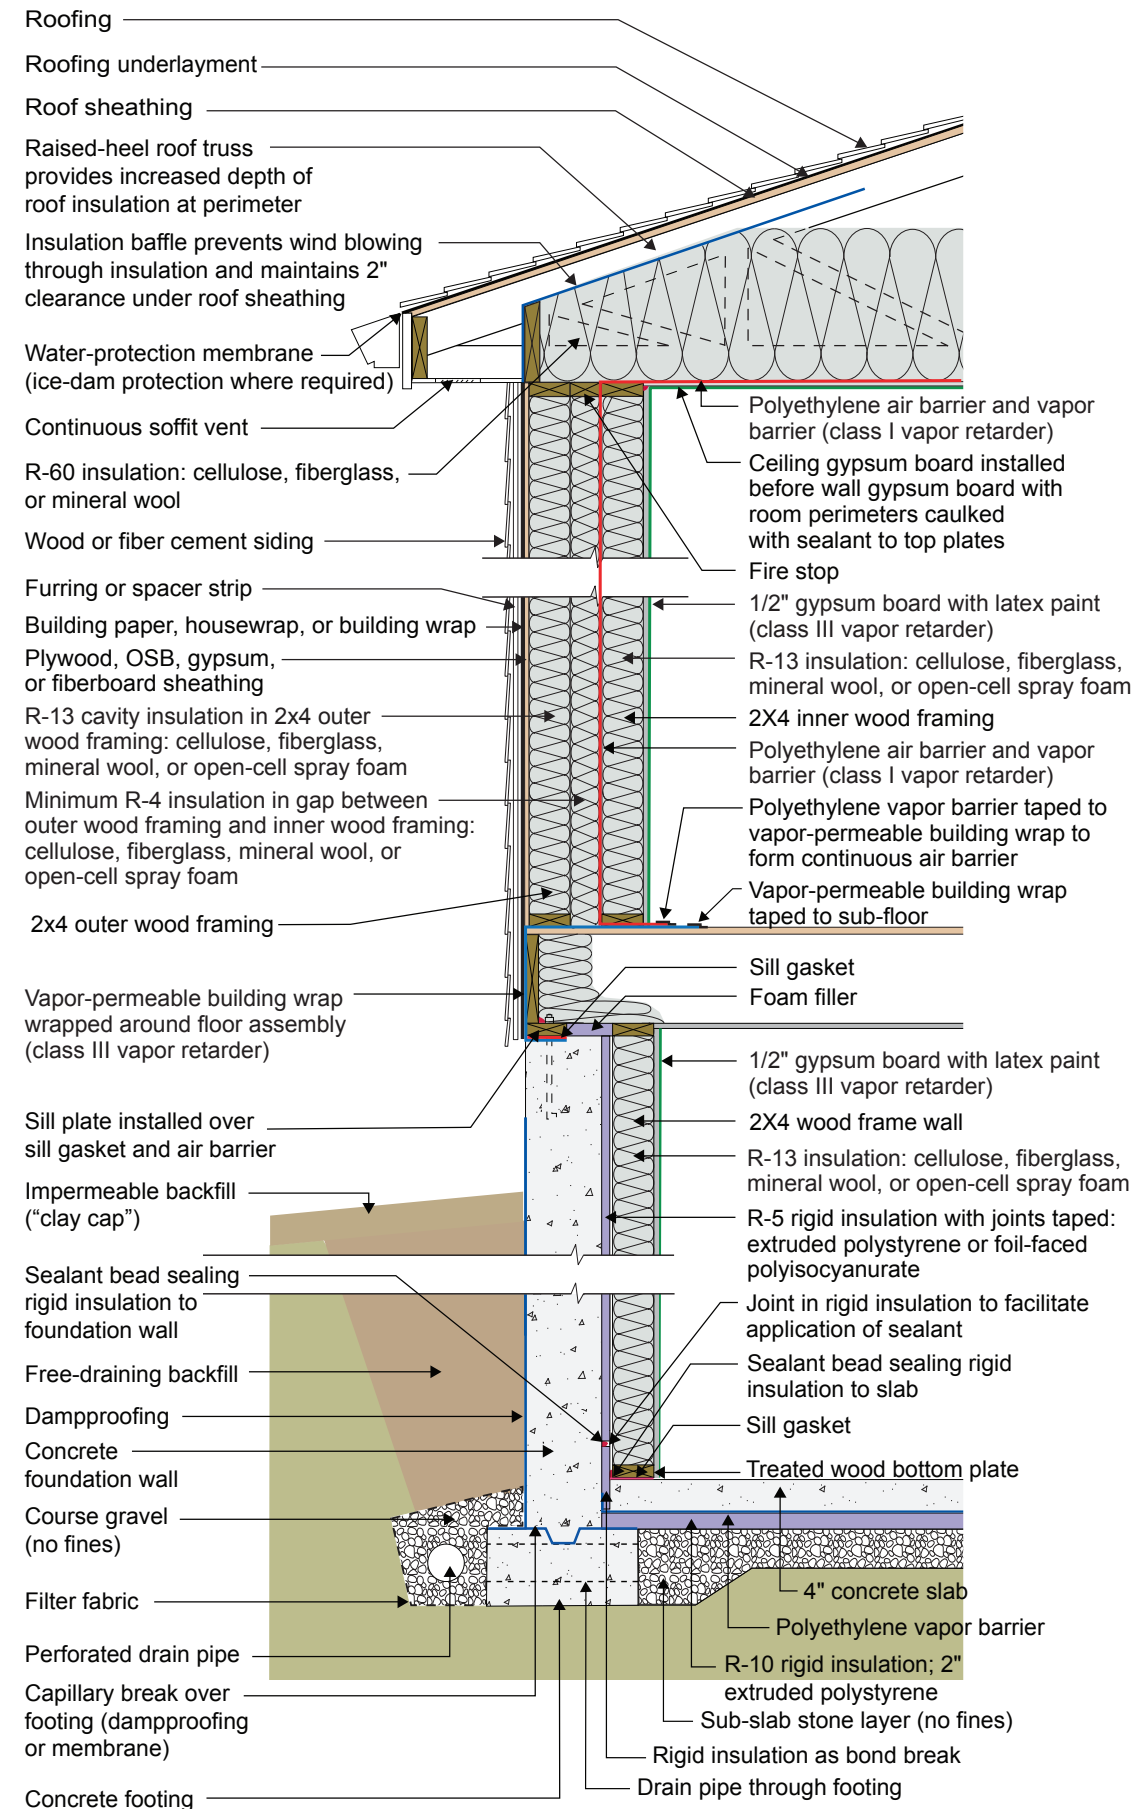 Roofing
Roofing underlayment
Roof sheathing
Raised-heel roof truss
provides increased depth of
roof insulation at perimeter
Insulation baffle prevents wind blowing
through insulation and maintains 2"
clearance under roof sheathing
Water-protection membrane
(ice-dam protection where required)
Continuous soffit vent
R-60 insulation: cellulose, fiberglass,
or mineral wool
Wood or fiber cement siding
Furring or spacer strip
Building paper, housewrap, or building wrap
Plywood, OSB, gypsum,
or fiberboard sheathing
R-13 cavity insulation in 2x4 outer
wood framing: cellulose, fiberglass,
mineral wool, or open-cell spray foam
Minimum R-4 insulation in gap between
outer wood framing and inner wood framing:
cellulose, fiberglass, mineral wool, or
open-cell spray foam
2x4 outer wood framing
Vapor-permeable building wrap
wrapped around floor assembly
(class III vapor retarder)
Sill plate installed over
sill gasket and air barrier
Impermeable backfill
(“clay cap”)
Sealant bead sealing
rigid insulation to
foundation wall
Free-draining backfill
Dampproofing
Concrete
foundation wall
Course gravel
(no fines)
Filter fabric
Perforated drain pipe
Capillary break over
footing (dampproofing
or membrane)
Concrete footing
Polyethylene air barrier and vapor
barrier (class I vapor retarder)
Ceiling gypsum board installed
before wall gypsum board with
room perimeters caulked
with sealant to top plates
Fire stop
1/2" gypsum board with latex paint
(class III vapor retarder)
R-13 insulation: cellulose, fiberglass,
mineral wool, or open-cell spray foam
2X4 inner wood framing
Polyethylene air barrier and vapor
barrier (class I vapor retarder)
Polyethylene vapor barrier taped to
vapor-permeable building wrap to
form continuous air barrier
Vapor-permeable building wrap
taped to sub-floor
Sill gasket
Foam filler
1/2" gypsum board with latex paint
(class III vapor retarder)
2X4 wood frame wall
R-13 insulation: cellulose, fiberglass,
mineral wool, or open-cell spray foam
R-5 rigid insulation with joints taped:
extruded polystyrene or foil-faced
polyisocyanurate
Joint in rigid insulation to facilitate
application of sealant
Sealant bead sealing rigid
insulation to slab
Sill gasket
Treated wood bottom plate
4" concrete slab
Polyethylene vapor barrier
R-10 rigid insulation; 2"
extruded polystyrene
Sub-slab stone layer (no fines)
Rigid insulation as bond break
Drain pipe through footing